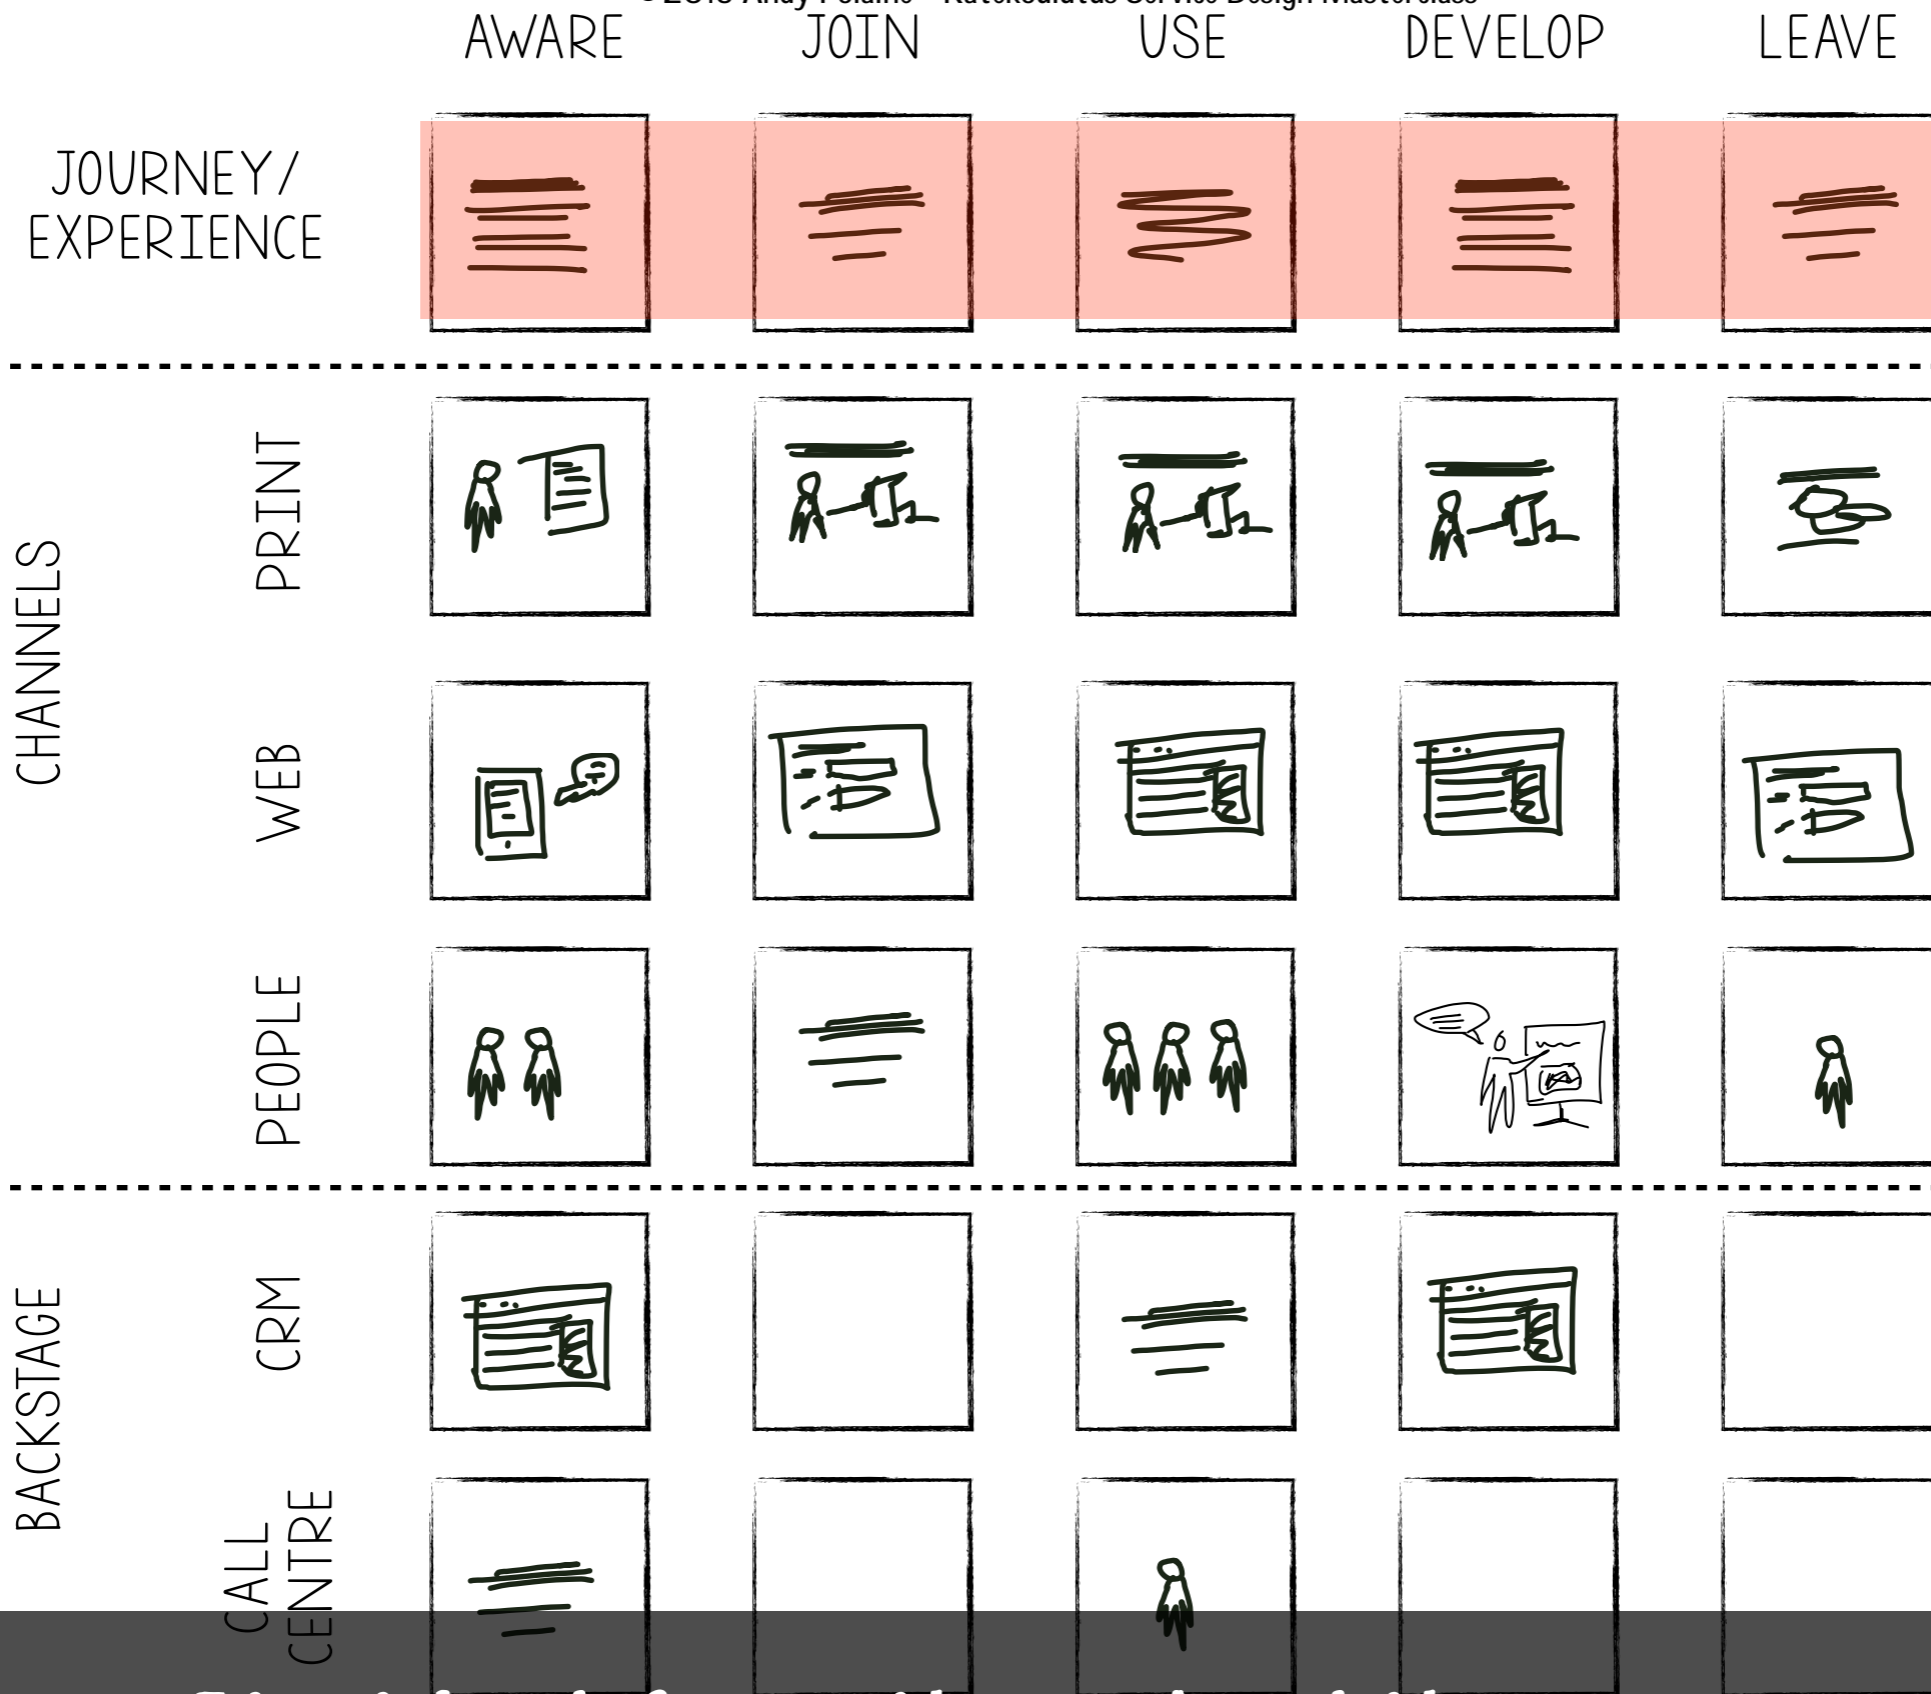 AWARE JOIN USE DEVELOP LEAVE
JOURNEY/
EXPERIENCE
CHANNELS
PRINT
WEB
PEOPLE
BACKSTAGE
CRM
CALL
CENTRE